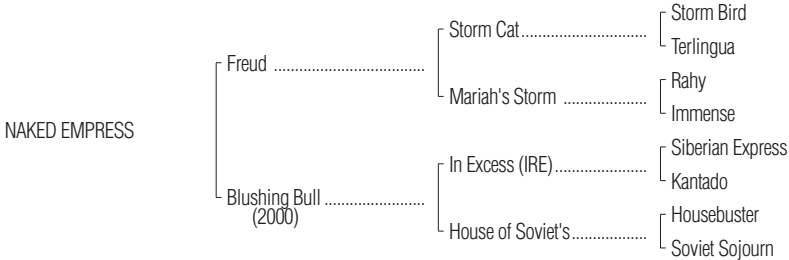 Storm Bird
Storm Cat..............................
Terlingua
Freud ....................................
Rahy
Mariah's Storm ....................
Immense
NAKED EMPRESS
Siberian Express
In Excess (IRE)......................
Kantado
Blushing Bull ........................
(2000)
Housebuster
House of Soviet's..................
Soviet Sojourn